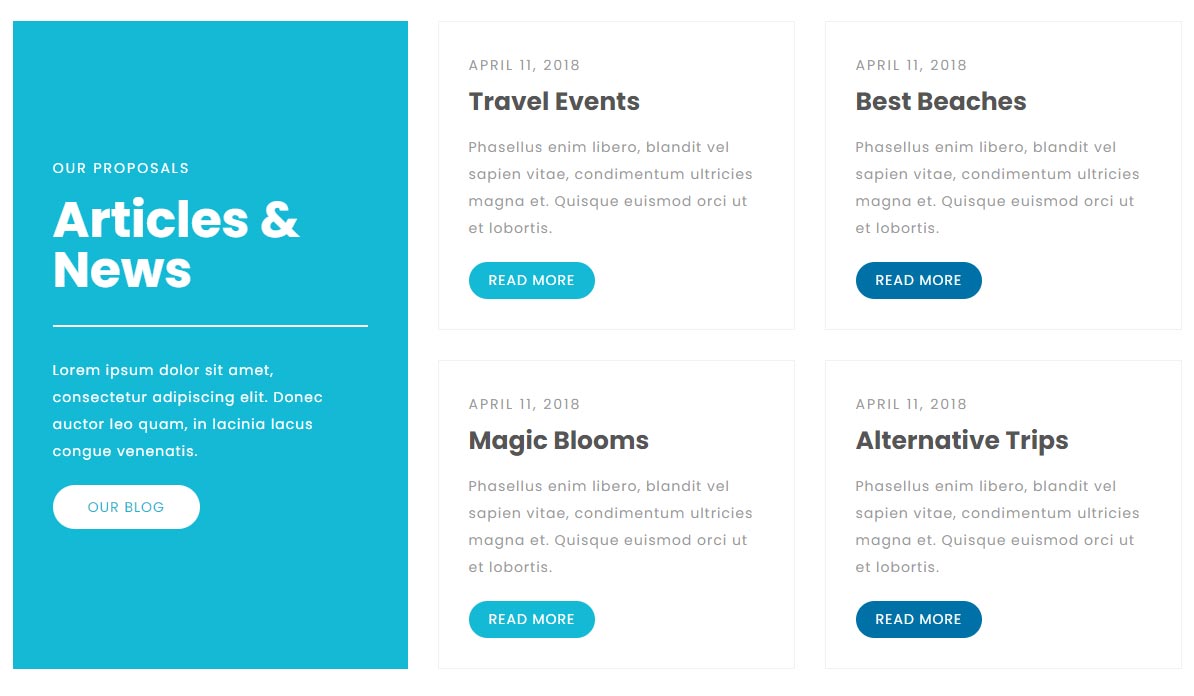 OUR PROPOSALS
Articles &
News
Lorem ipsum dolor sit amet,
consectetur adipiscing elit. Donec
auctor leo quam, in lacinia lacus
congue venenatis.
OUR BLOG
APRIL 11, 2018
Travel Events
Phasellus enim libero, blandit vel
sapien vitae, condimentum ultricies
magna et. Quisque euismod orci ut
et lobortis.
READ MORE
APRIL 11, 2018
Best Beaches
Phasellus enim libero, blandit vel
sapien vitae, condimentum ultricies
magna et. Quisque euismod orci ut
et lobortis.
READ MORE
APRIL 11, 2018
Magic Blooms
Phasellus enim libero, blandit vel
sapien vitae, condimentum ultricies
magna et. Quisque euismod orci ut
et lobortis.
READ MORE
APRIL 11, 2018
Alternative Trips
Phasellus enim libero, blandit vel
sapien vitae, condimentum ultricies
magna et. Quisque euismod orci ut
et lobortis.
READ MORE